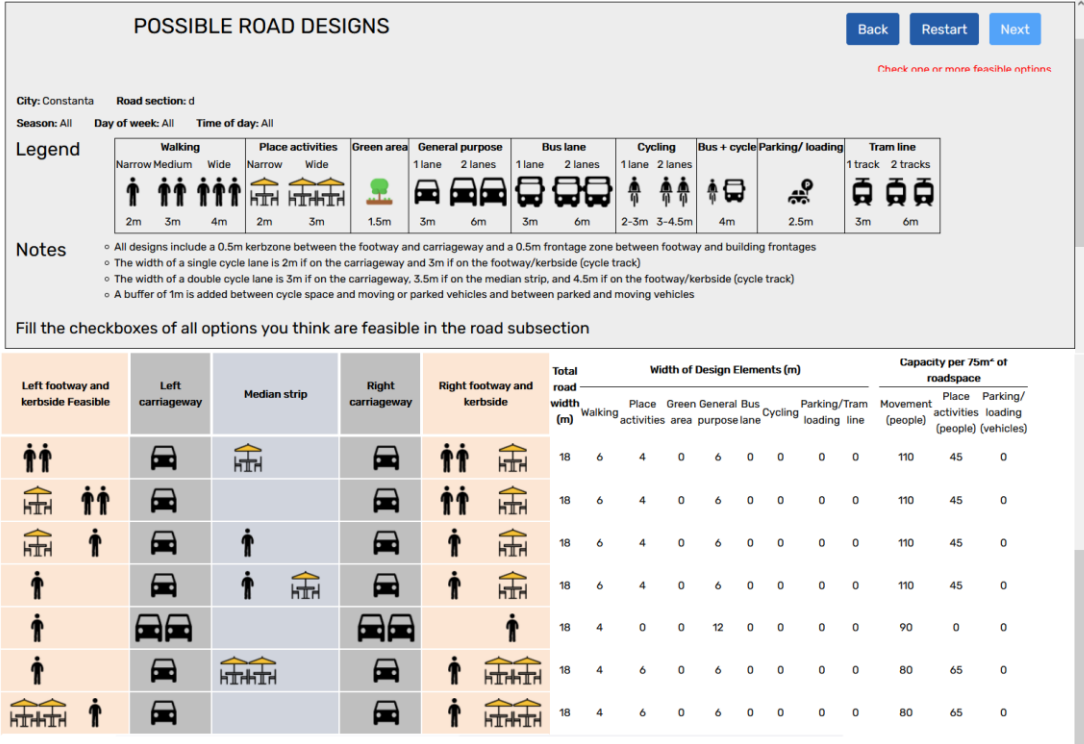 POSSIBLE ROAD DESIGNS
Back Restart Next
Check one or more feasible options
City: Constanta Road section: d
Season: All Day of week: All Time of day: All
Legend
Walking Place activities Green area General purpose Bus lane Cycling Bus + cycle Parking/ loading Tram line
Narrow Medium Wide Narrow Wide 1 lane 2 lanes 1 lane 2 lanes 1 lane 2 lanes 1 track 2 tracks
2m 3m 4m 2m 3m 1.5m 3m 6m 3m 6m 2-3m 3-4.5m 4m 2.5m 3m 6m
Notes
All designs include a 0.5m kerbzone between the footway and carriageway and a 0.5m frontage zone between footway and building frontages
The width of a single cycle lane is 2m if on the carriageway and 3m if on the footway/kerbside (cycle track)
The width of a double cycle lane is 3m if on the carriageway, 3.5m if on the median strip, and 4.5m if on the footway/kerbside (cycle track)
A buffer of 1m is added between cycle space and moving or parked vehicles and between parked and moving vehicles
Fill the checkboxes of all options you think are feasible in the road subsection
Left footway and kerbside Feasible
Left carriageway
Median strip
Right carriageway
Right footway and kerbside
Total road width (m)
Width of Design Elements (m)
Walking Place activities Green area General purpose Bus lane Cycling Parking/ loading Tram line
Capacity per 75m² of roadspace
Movement (people) Place activities (people) Parking/ loading (vehicles)
18 6 4 0 6 0 0 0 0 110 45 0
18 6 4 0 6 0 0 0 0 110 45 0
18 6 4 0 6 0 0 0 0 110 45 0
18 6 4 0 6 0 0 0 0 110 45 0
18 4 0 0 12 0 0 0 0 90 0 0
18 4 6 0 6 0 0 0 0 80 65 0
18 4 6 0 6 0 0 0 0 80 65 0